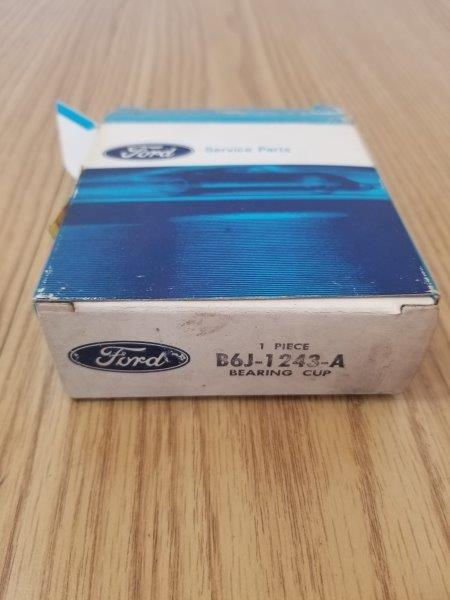 Ford
Service Parts
Ford
1 PIECE
B6J-1243-A
BEARING CUP